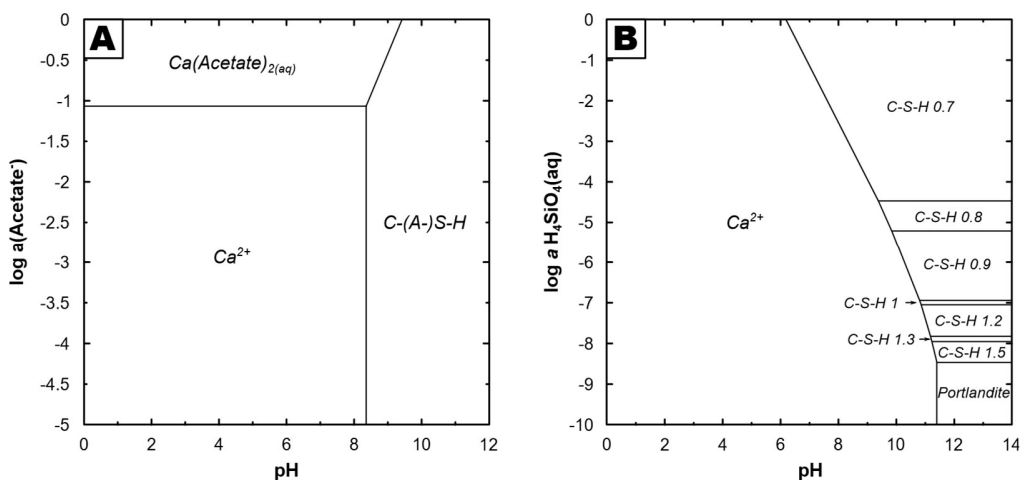 A
Ca(Acetate)2(aq)
Ca2+
C-(A-)S-H
log a(Acetate-)
0
-0.5
-1
-1.5
-2
-2.5
-3
-3.5
-4
-4.5
-5
0 2 4 6 8 10 12
pH
B
Ca2+
C-S-H 0.7
C-S-H 0.8
C-S-H 0.9
C-S-H 1
C-S-H 1.2
C-S-H 1.3
C-S-H 1.5
Portlandite
log a H4SiO4(aq)
0
-1
-2
-3
-4
-5
-6
-7
-8
-9
-10
0 2 4 6 8 10 12 14
pH